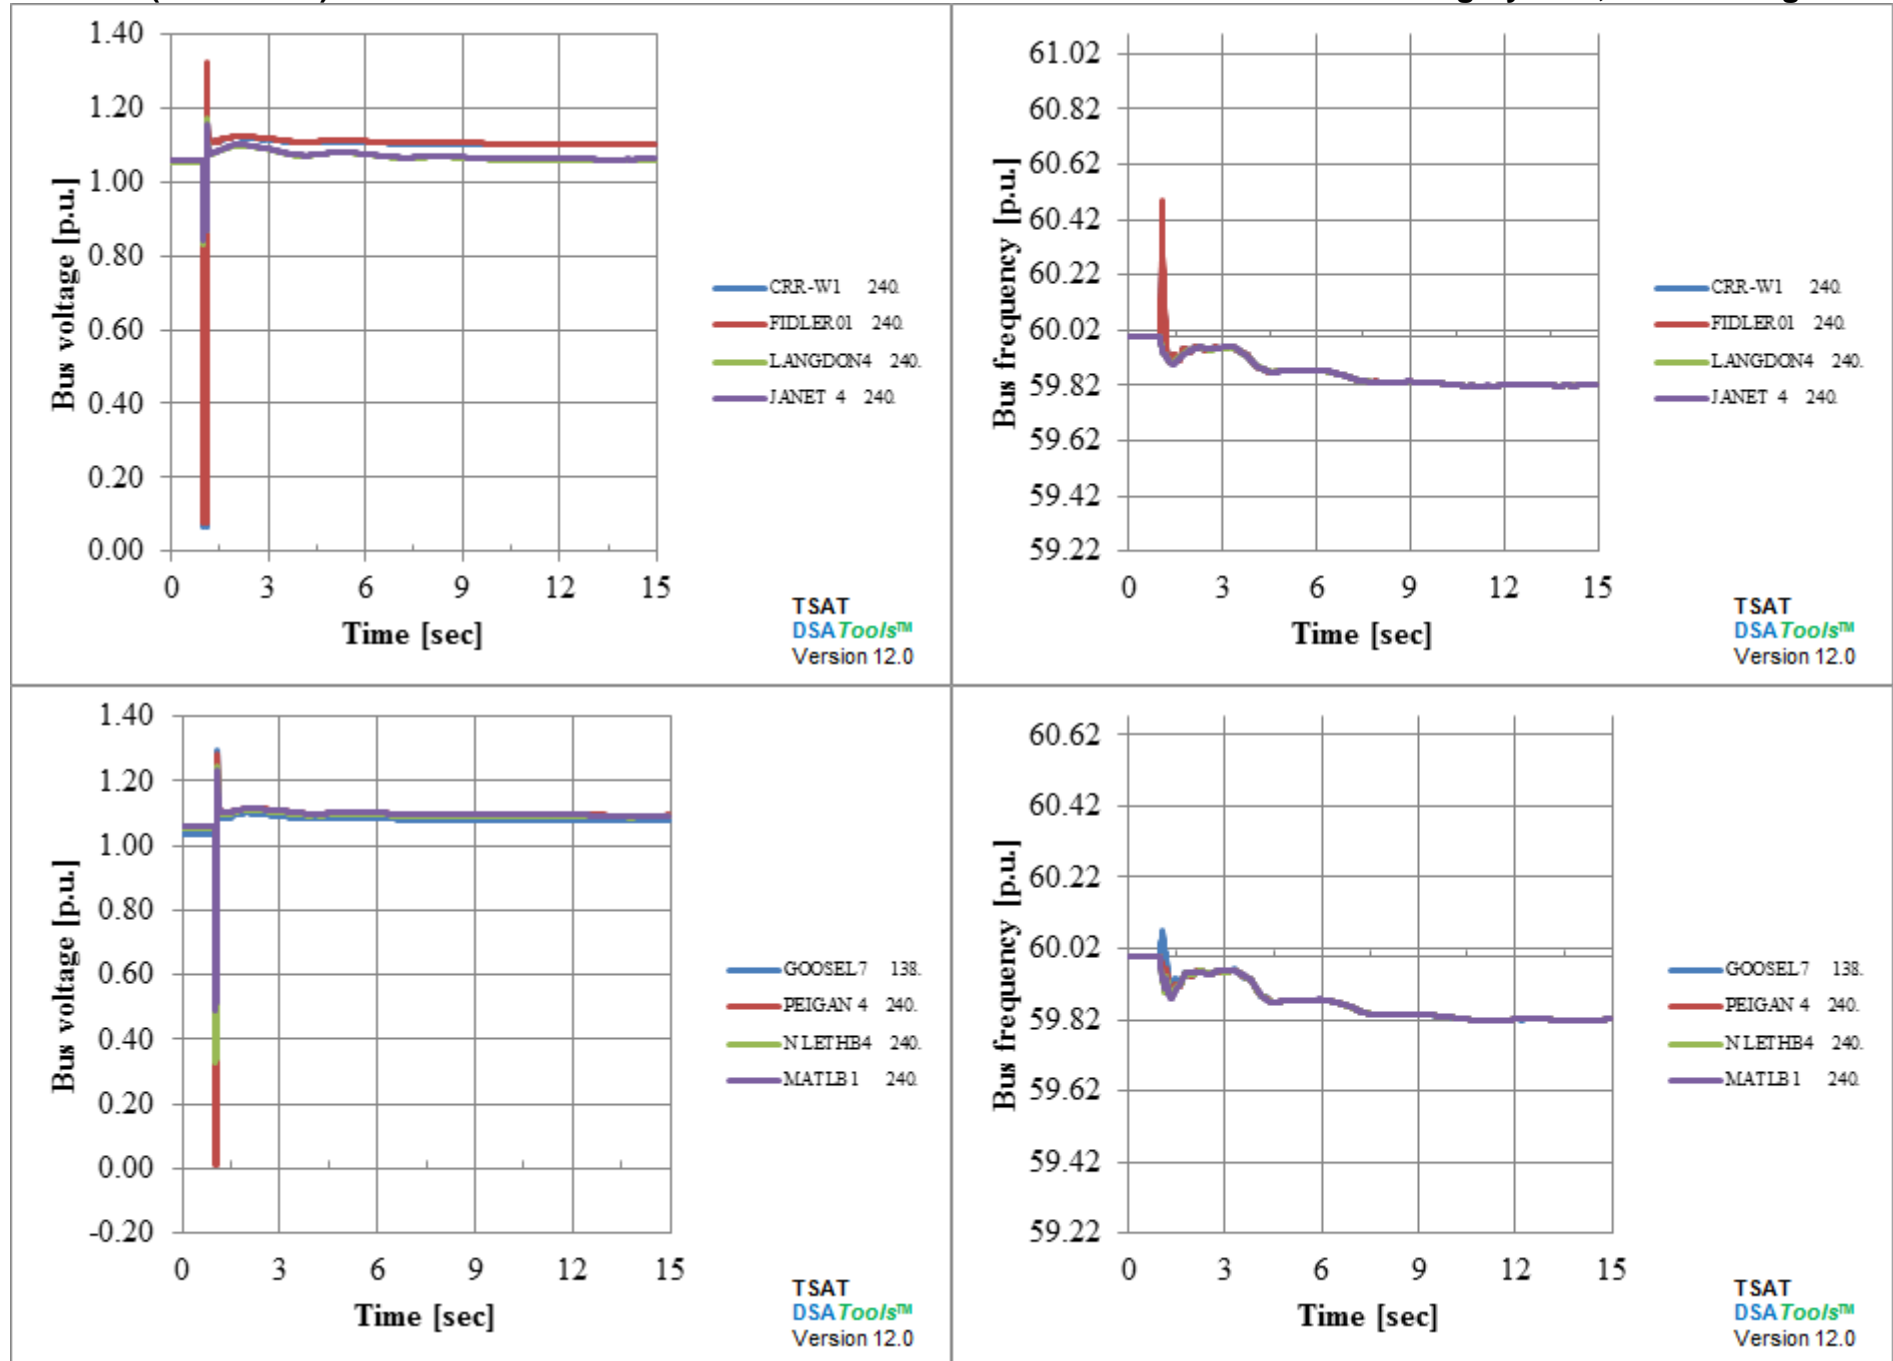 1.40
1.20
1.00
0.80
0.60
0.40
0.20
0.00
Bus voltage [p.u.]
0 3 6 9 12 15
Time [sec]
CRR-W1 240.
FIDLER01 240.
LANGDON4 240.
JANET 4 240.
TSAT
DSATools™
Version 12.0
61.02
60.82
60.62
60.42
60.22
60.02
59.82
59.62
59.42
59.22
Bus frequency [p.u.]
0 3 6 9 12 15
Time [sec]
CRR-W1 240.
FIDLER01 240.
LANGDON4 240.
JANET 4 240.
TSAT
DSATools™
Version 12.0
1.40
1.20
1.00
0.80
0.60
0.40
0.20
0.00
-0.20
Bus voltage [p.u.]
0 3 6 9 12 15
Time [sec]
GOOSEL7 138.
PEIGAN 4 240.
N LETHB4 240.
MATLB1 240.
TSAT
DSATools™
Version 12.0
60.62
60.42
60.22
60.02
59.82
59.62
59.42
59.22
Bus frequency [p.u.]
0 3 6 9 12 15
Time [sec]
GOOSEL7 138.
PEIGAN 4 240.
N LETHB4 240.
MATLB1 240.
TSAT
DSATools™
Version 12.0